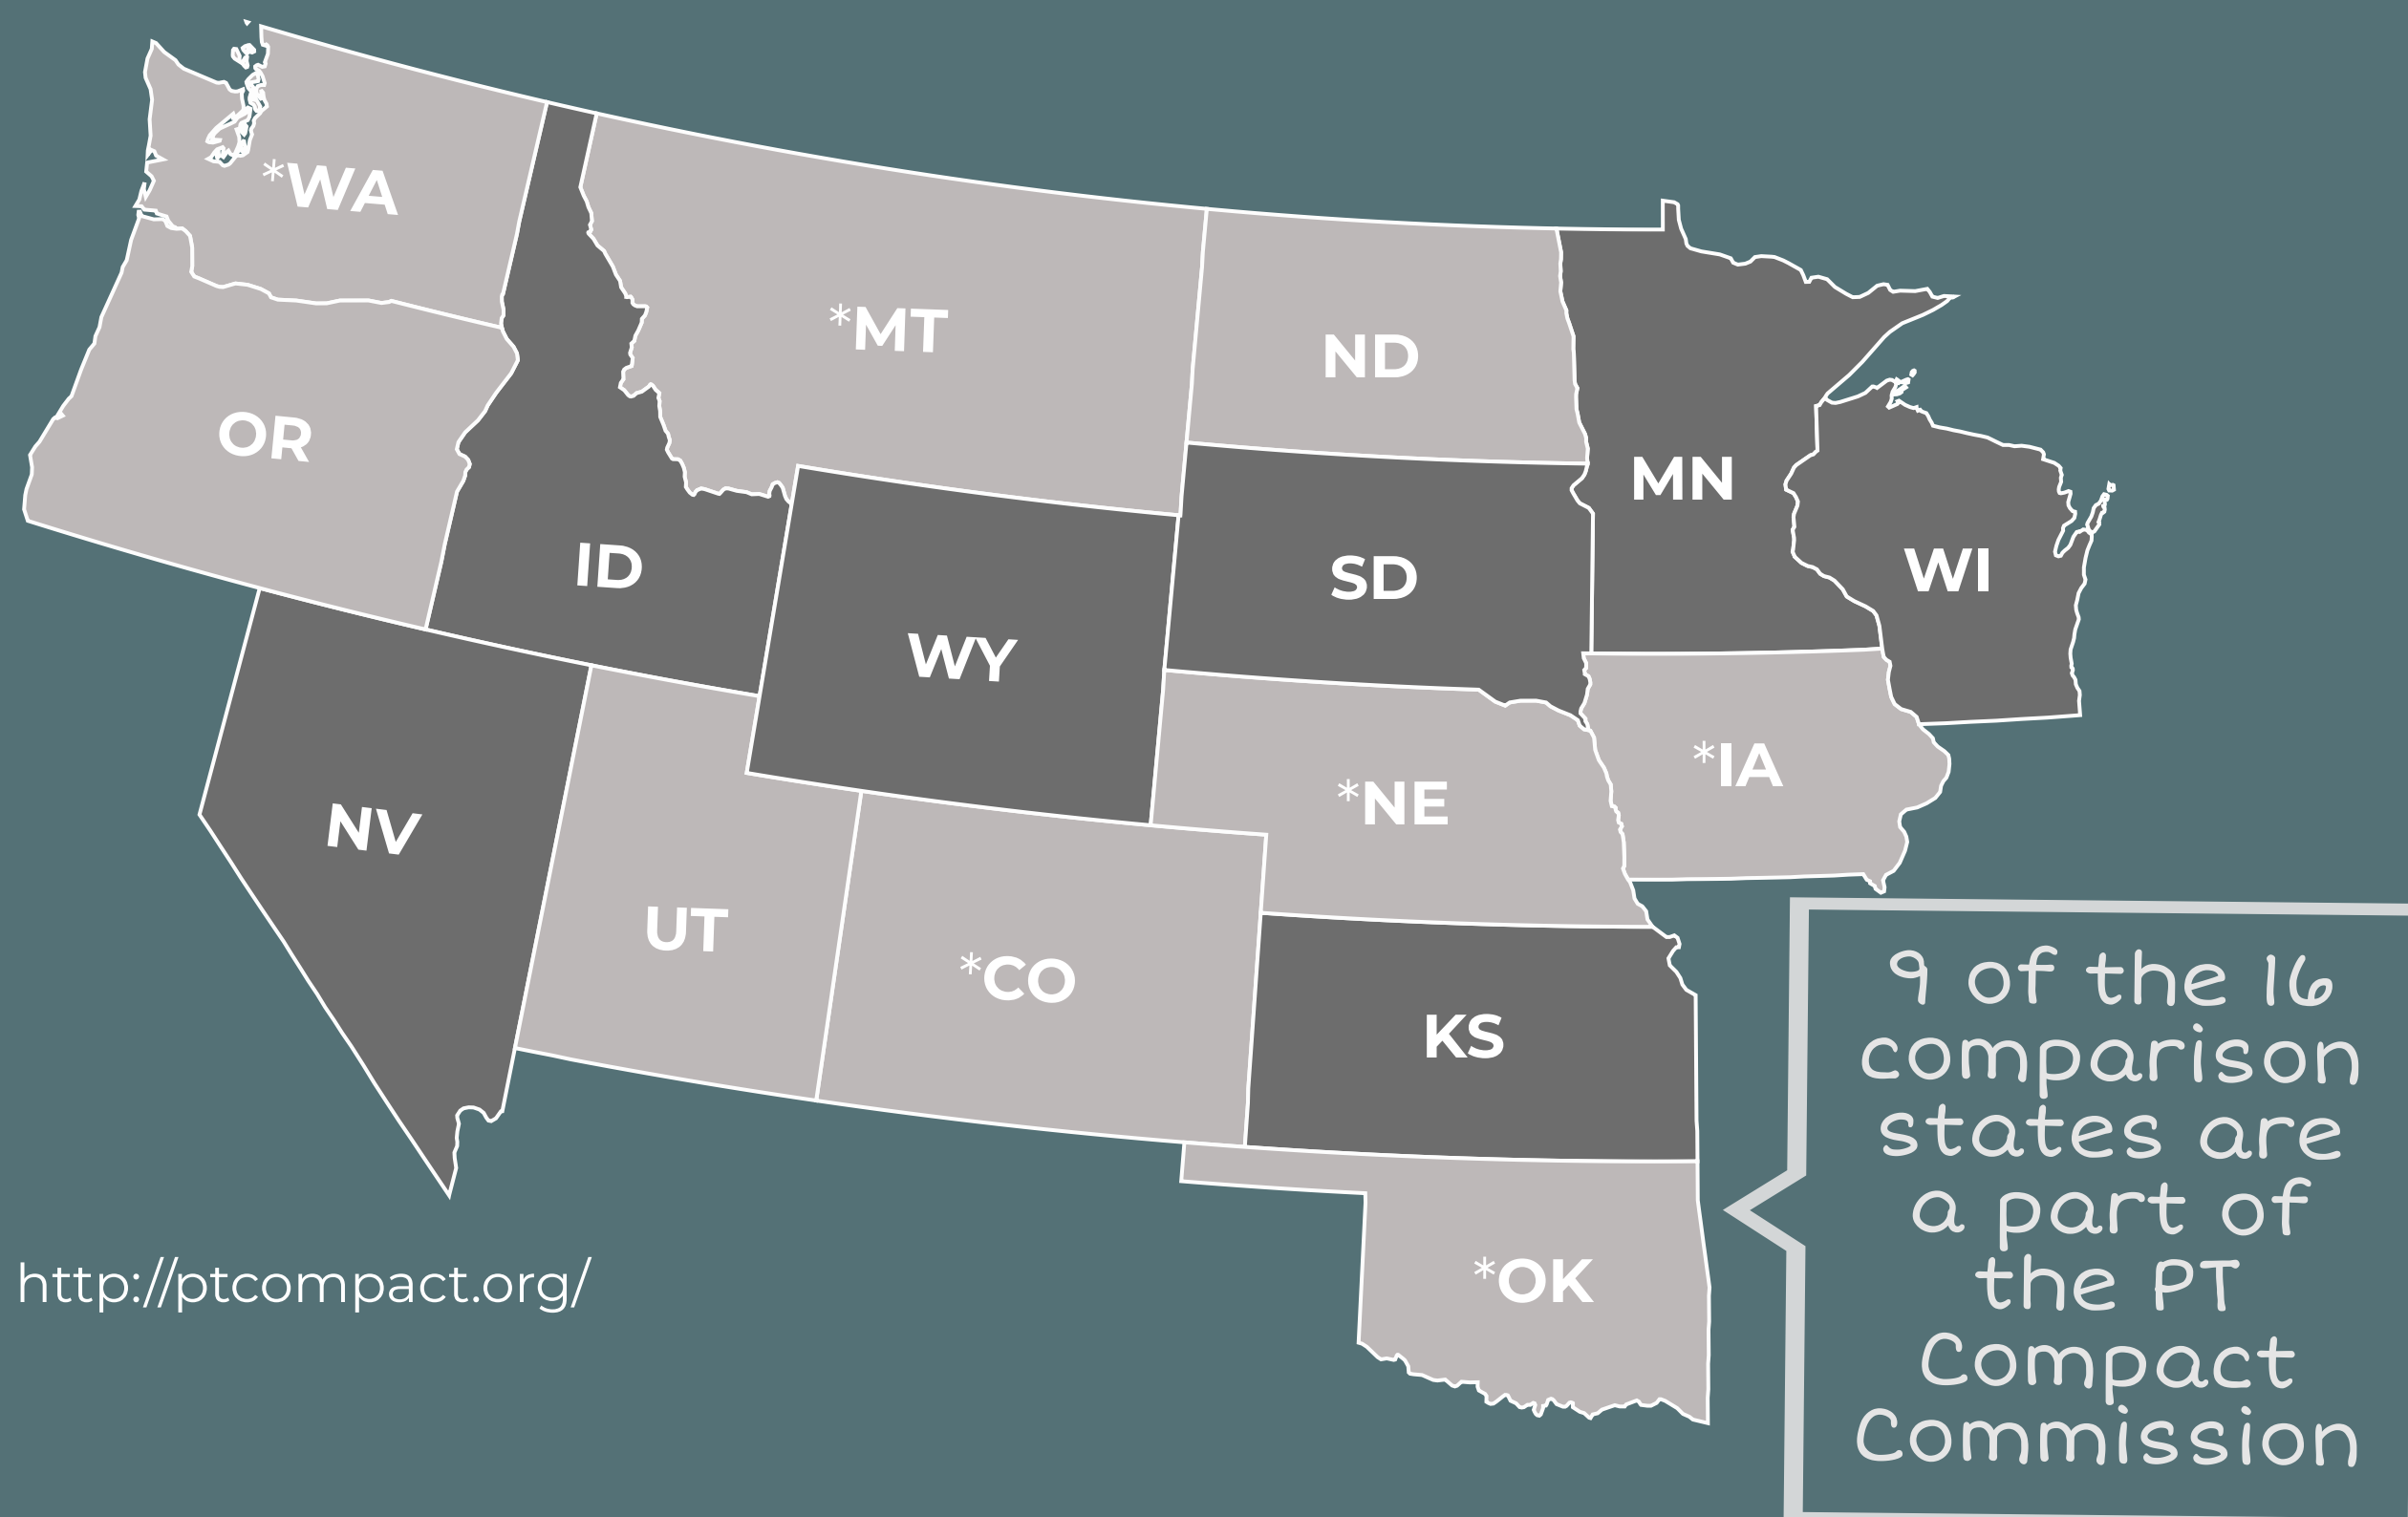 *WA
*MT
ND
OR
MN
ID
SD
WI
WY
*IA
*NE
NV
UT
*CO
KS
*OK
http://ptcompact.org/
9 of the 16
comparison
states are
a part of
the PT
Compact
Commission